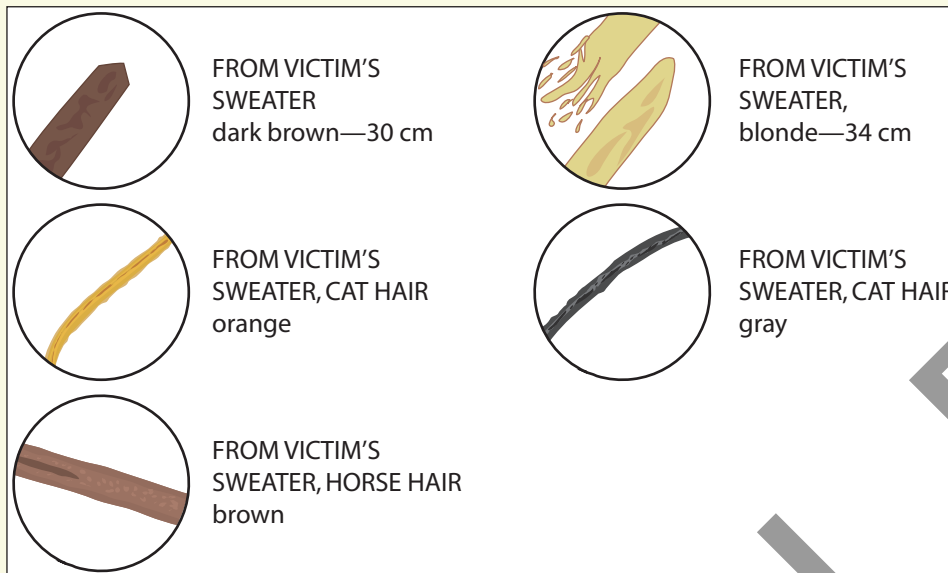 FROM VICTIM'S
SWEATER
dark brown—30 cm
FROM VICTIM'S
SWEATER,
blonde—34 cm
FROM VICTIM'S
SWEATER, CAT HAIR
orange
FROM VICTIM'S
SWEATER, CAT HAIR
gray
FROM VICTIM'S
SWEATER, HORSE HAIR
brown